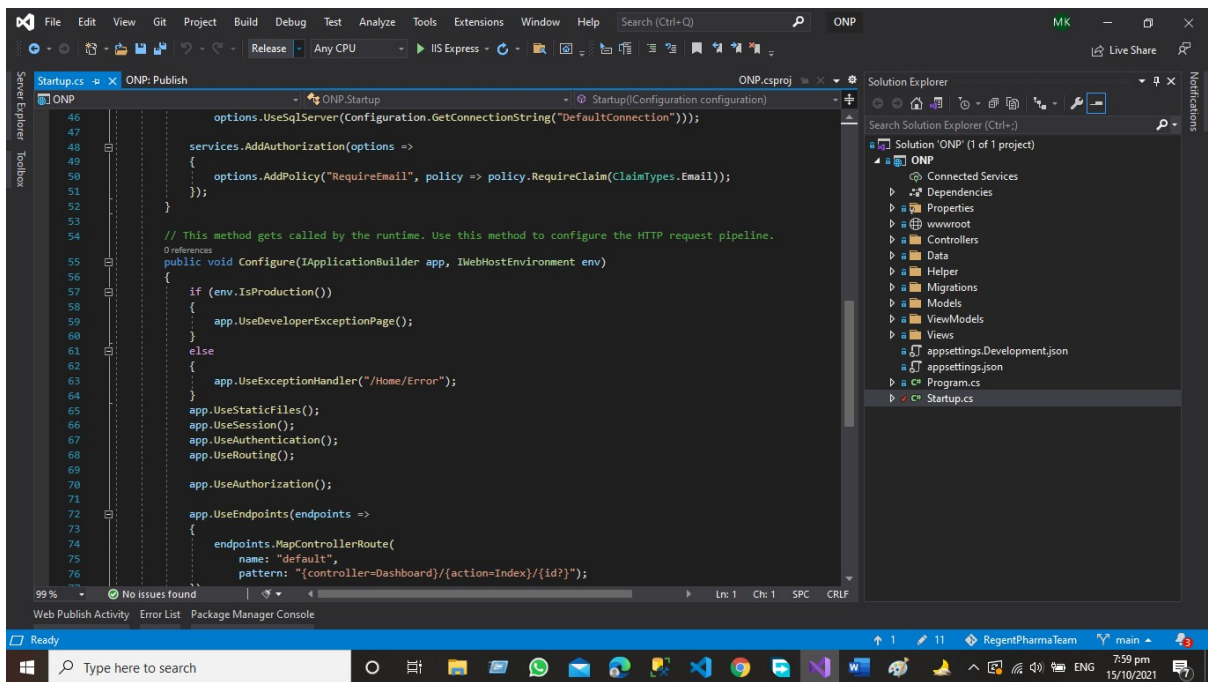 File Edit View Git Project Build Debug Test Analyze Tools Extensions Window Help Search (Ctrl+Q) ONP MK
Release Any CPU IIS Express Live Share
Server Explorer
Toolbox
Startup.cs ONP: Publish ONP.csproj
ONP ONP.Startup Startup(IConfiguration configuration)
46 options.UseSqlServer(Configuration.GetConnectionString("DefaultConnection")));
47
48 services.AddAuthorization(options =>
49 {
50 options.AddPolicy("RequireEmail", policy => policy.RequireClaim(ClaimTypes.Email));
51 });
52 }
53
54 // This method gets called by the runtime. Use this method to configure the HTTP request pipeline.
0 references
55 public void Configure(IApplicationBuilder app, IWebHostEnvironment env)
56 {
57 if (env.IsProduction())
58 {
59 app.UseDeveloperExceptionPage();
60 }
61 else
62 {
63 app.UseExceptionHandler("/Home/Error");
64 }
65 app.UseStaticFiles();
66 app.UseSession();
67 app.UseAuthentication();
68 app.UseRouting();
69
70 app.UseAuthorization();
71
72 app.UseEndpoints(endpoints =>
73 {
74 endpoints.MapControllerRoute(
75 name: "default",
76 pattern: "{controller=Dashboard}/{action=Index}/{id?}");
99 % No issues found Ln: 1 Ch: 1 SPC CRLF
Web Publish Activity Error List Package Manager Console
Solution Explorer
Search Solution Explorer (Ctrl+;)
Solution 'ONP' (1 of 1 project)
ONP
Connected Services
Dependencies
Properties
wwwroot
Controllers
Data
Helper
Migrations
Models
ViewModels
Views
appsettings.Development.json
appsettings.json
C# Program.cs
C# Startup.cs
Notifications
Ready 1 11 RegentPharmaTeam main 3
Type here to search ENG 7:59 pm
15/10/2021 7